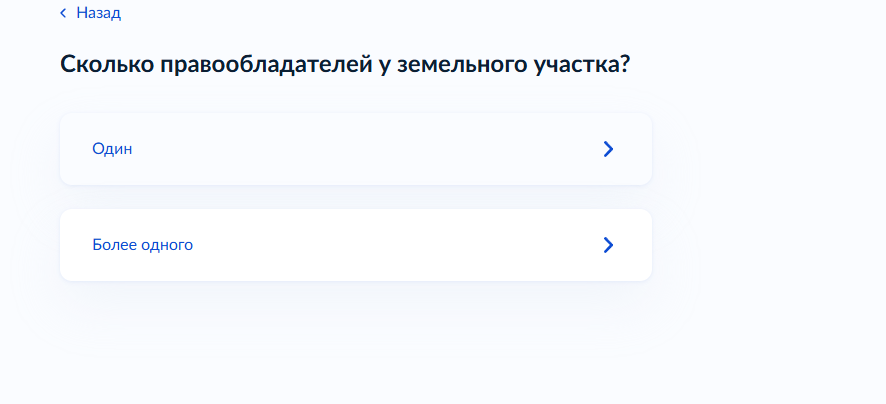 Назад
Сколько правообладателей у земельного участка?
Один
Более одного